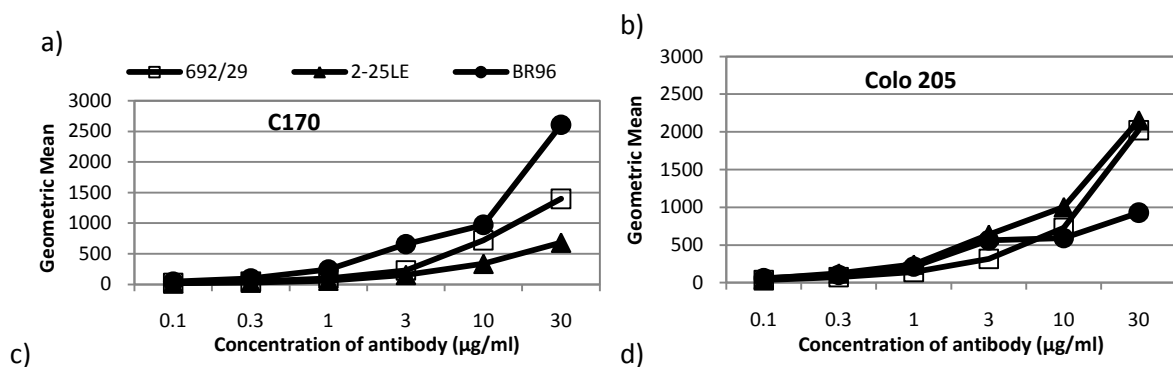 a)
692/29 2-25LE BR96
3000
2500
2000
1500
1000
500
0
Geometric Mean
C170
0.1 0.3 1 3 10 30
Concentration of antibody (µg/ml)
b)
3000
2500
2000
1500
1000
500
0
Geometric Mean
Colo 205
0.1 0.3 1 3 10 30
Concentration of antibody (µg/ml)
c)
d)